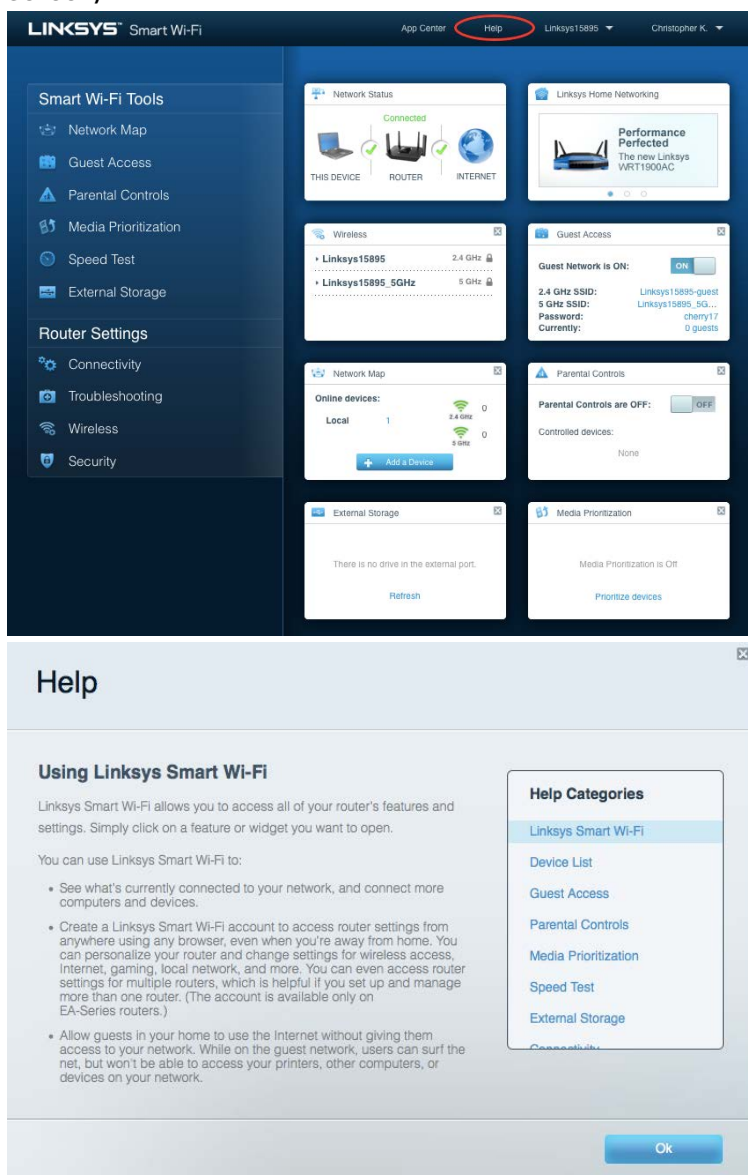 LINKSYS™ Smart Wi-Fi
App Center
Help
Linksys15895
Christopher K.
Smart Wi-Fi Tools
Network Map
Guest Access
Parental Controls
Media Prioritization
Speed Test
External Storage
Router Settings
Connectivity
Troubleshooting
Wireless
Security
Network Status
Connected
THIS DEVICE ROUTER INTERNET
Linksys Home Networking
Performance
Perfected
The new Linksys
WRT1900AC
Wireless
Linksys15895 2.4 GHz
Linksys15895_5GHz 5 GHz
Guest Access
Guest Network is ON: ON
2.4 GHz SSID: Linksys15895-guest
5 GHz SSID: Linksys15895_5G...
Password: cherry17
Currently: 0 guests
Network Map
Online devices:
Local 1
0
2.4 GHz
0
5 GHz
Add a Device
Parental Controls
Parental Controls are OFF: OFF
Controlled devices:
None
External Storage
There is no drive in the external port.
Refresh
Media Prioritization
Media Prioritization is Off
Prioritize devices
Help
Using Linksys Smart Wi-Fi
Linksys Smart Wi-Fi allows you to access all of your router's features and
settings. Simply click on a feature or widget you want to open.
You can use Linksys Smart Wi-Fi to:
• See what's currently connected to your network, and connect more
computers and devices.
• Create a Linksys Smart Wi-Fi account to access router settings from
anywhere using any browser, even when you're away from home. You
can personalize your router and change settings for wireless access,
Internet, gaming, local network, and more. You can even access router
settings for multiple routers, which is helpful if you set up and manage
more than one router. (The account is available only on
EA-Series routers.)
• Allow guests in your home to use the Internet without giving them
access to your network. While on the guest network, users can surf the
net, but won't be able to access your printers, other computers, or
devices on your network.
Help Categories
Linksys Smart Wi-Fi
Device List
Guest Access
Parental Controls
Media Prioritization
Speed Test
External Storage
Connectivity
Ok